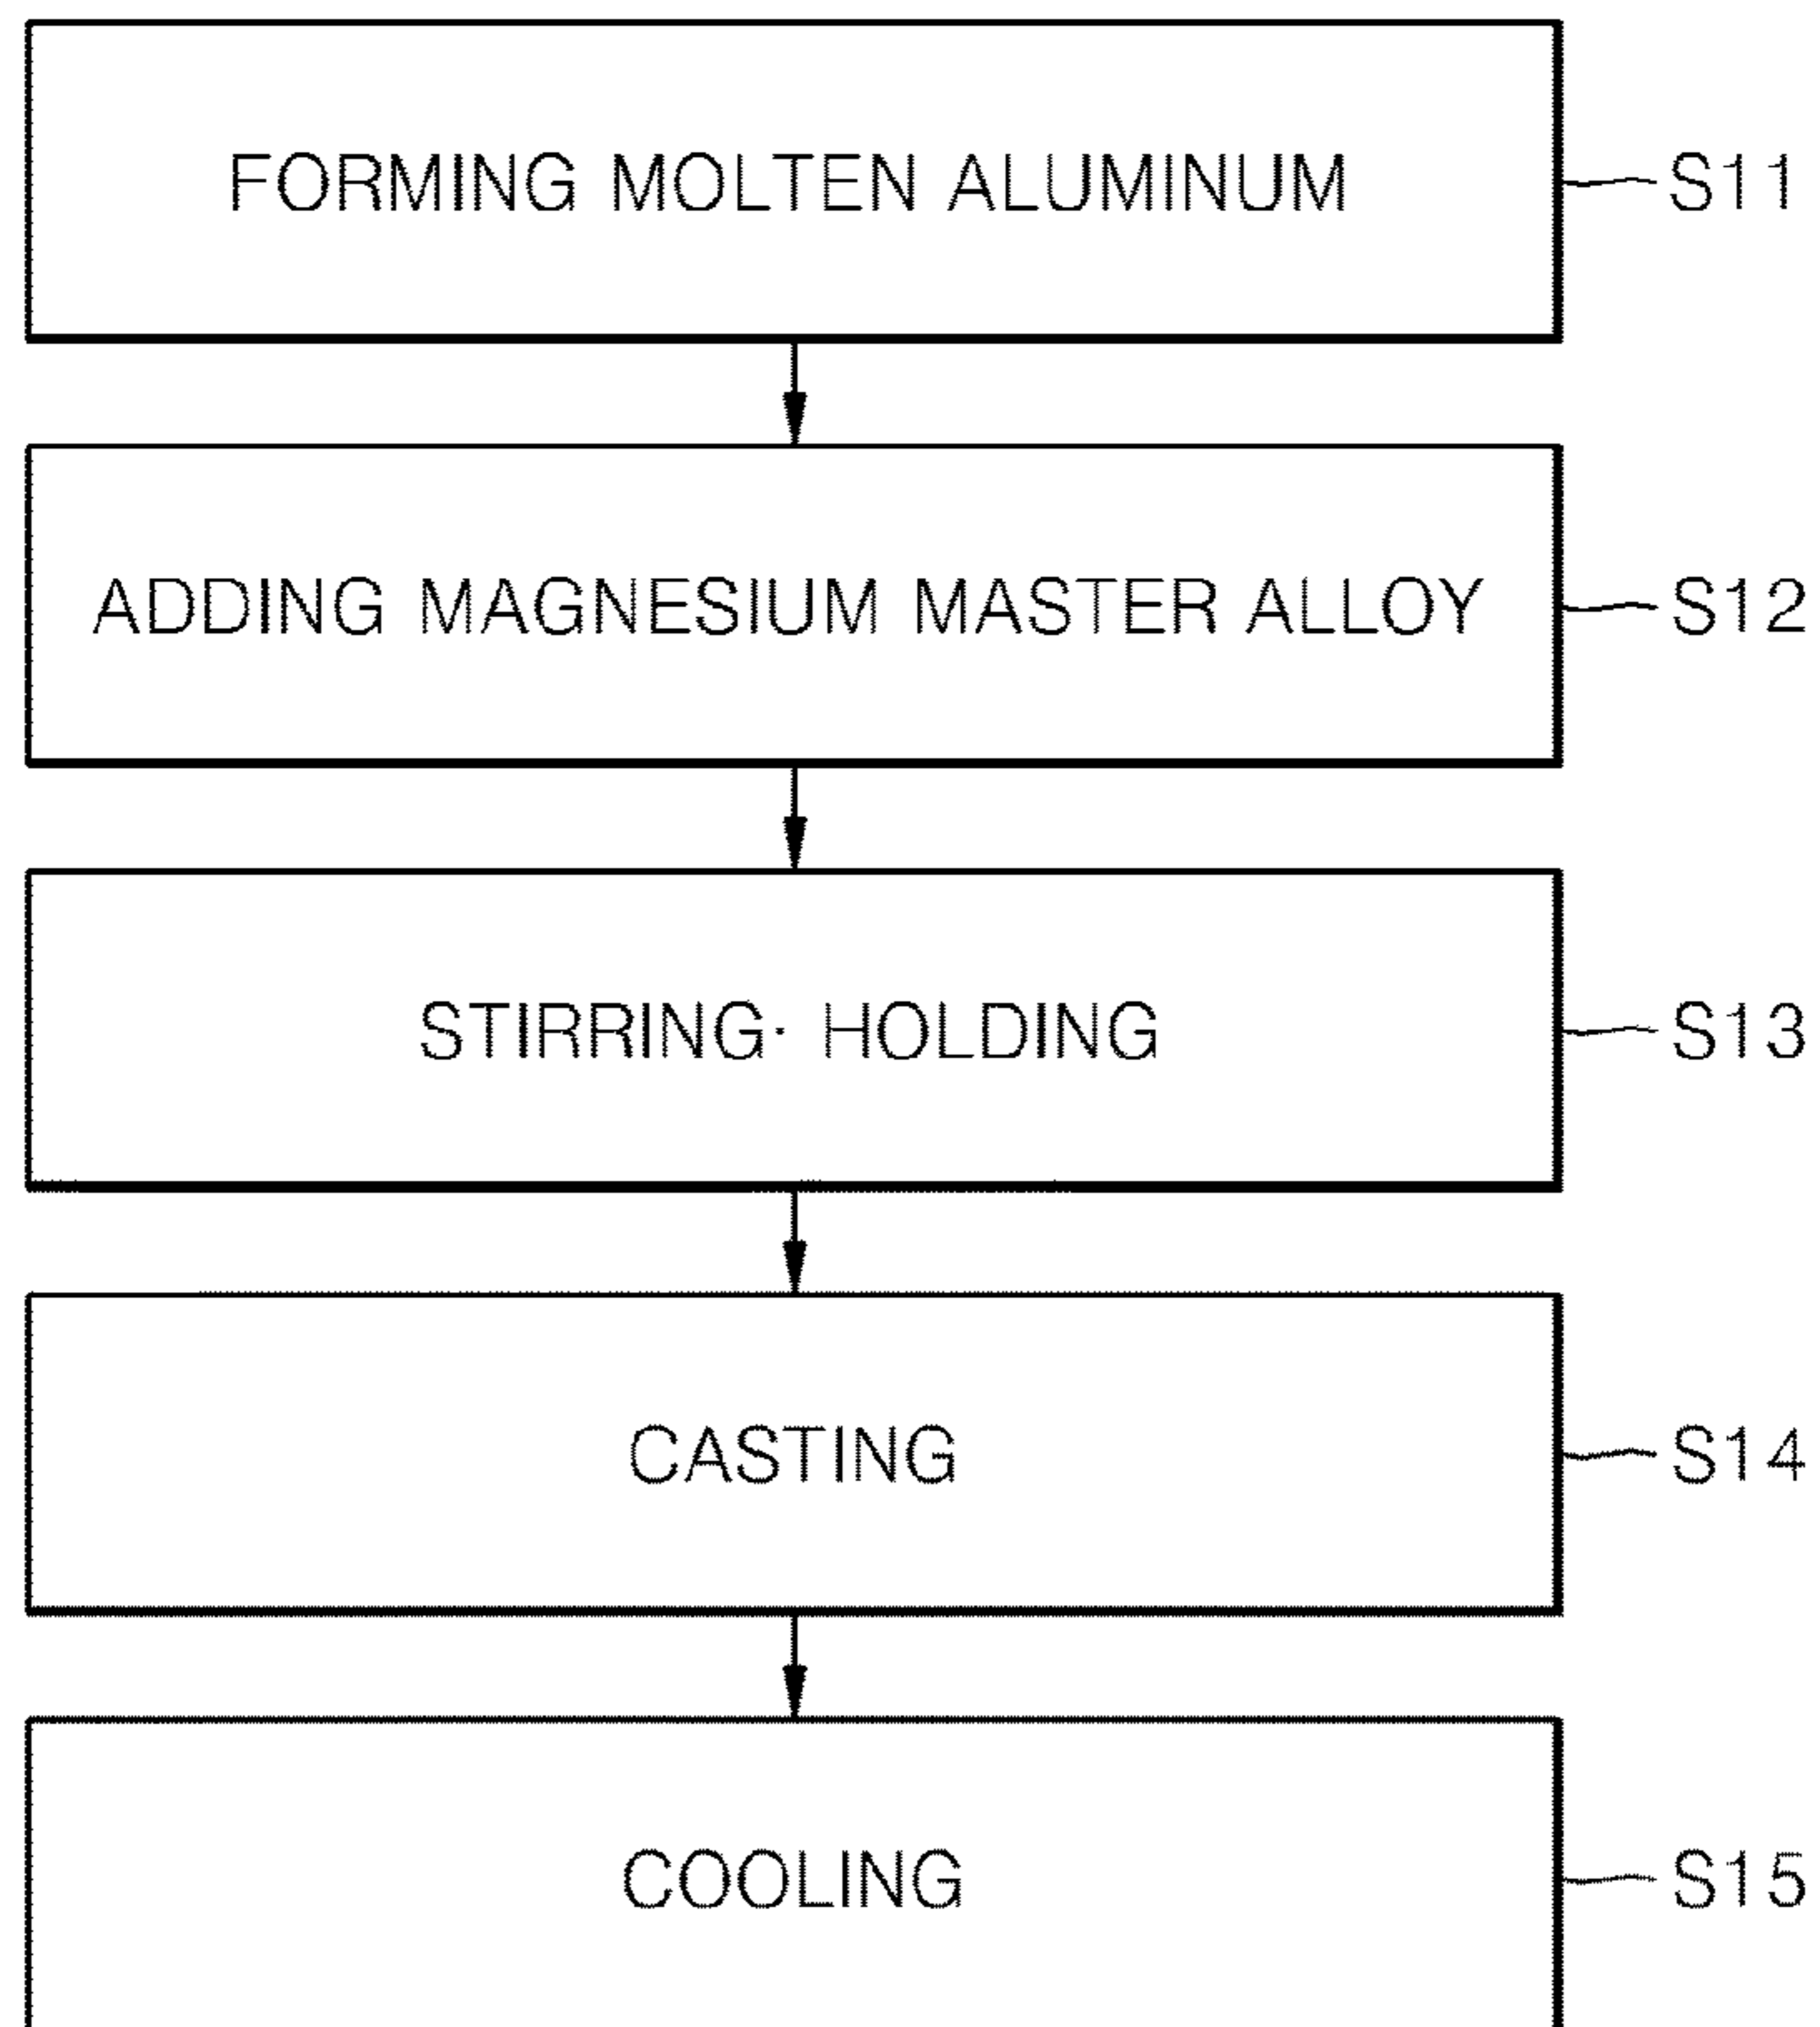 FORMING MOLTEN ALUMINUM S11
ADDING MAGNESIUM MASTER ALLOY S12
STIRRING· HOLDING S13
CASTING S14
COOLING S15